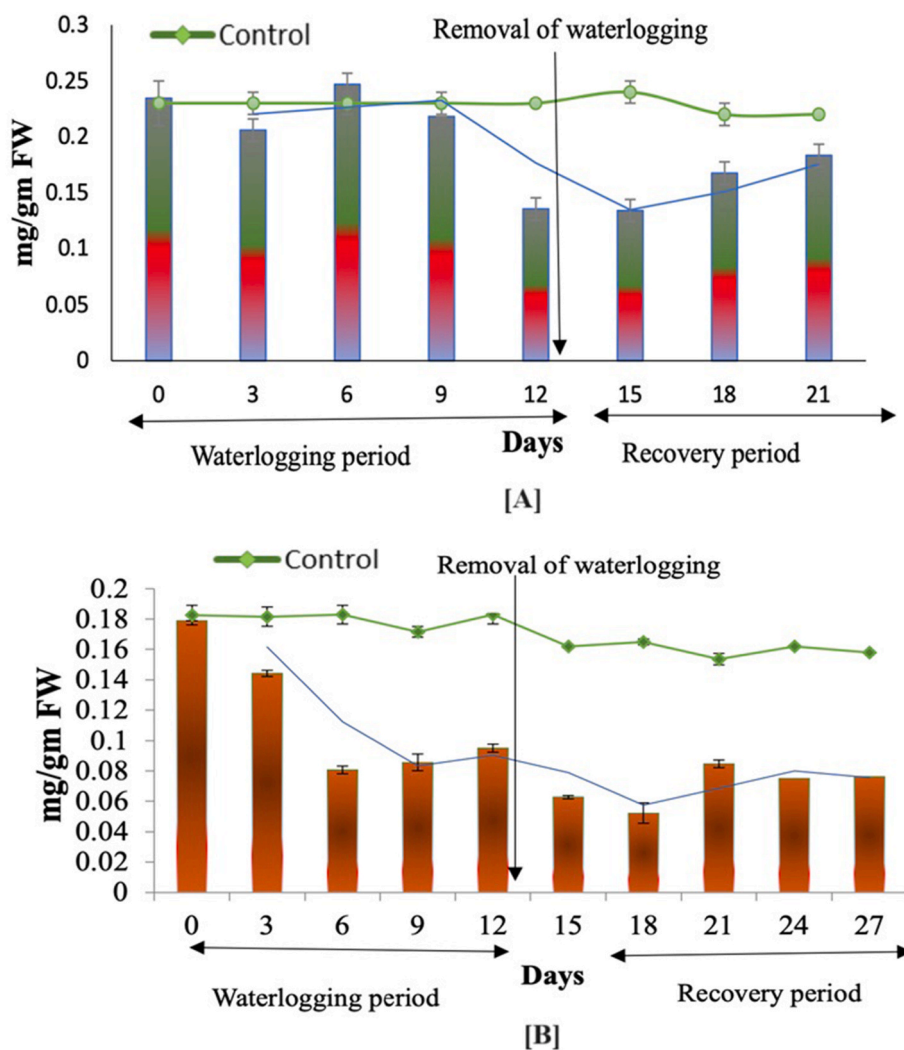 Control
Removal of waterlogging
mg/gm FW
0.3
0.25
0.2
0.15
0.1
0.05
0
0 3 6 9 12 15 18 21
Waterlogging period
Days
Recovery period
[A]
Control
Removal of waterlogging
mg/gm FW
0.2
0.18
0.16
0.14
0.12
0.1
0.08
0.06
0.04
0.02
0
0 3 6 9 12 15 18 21 24 27
Waterlogging period
Days
Recovery period
[B]